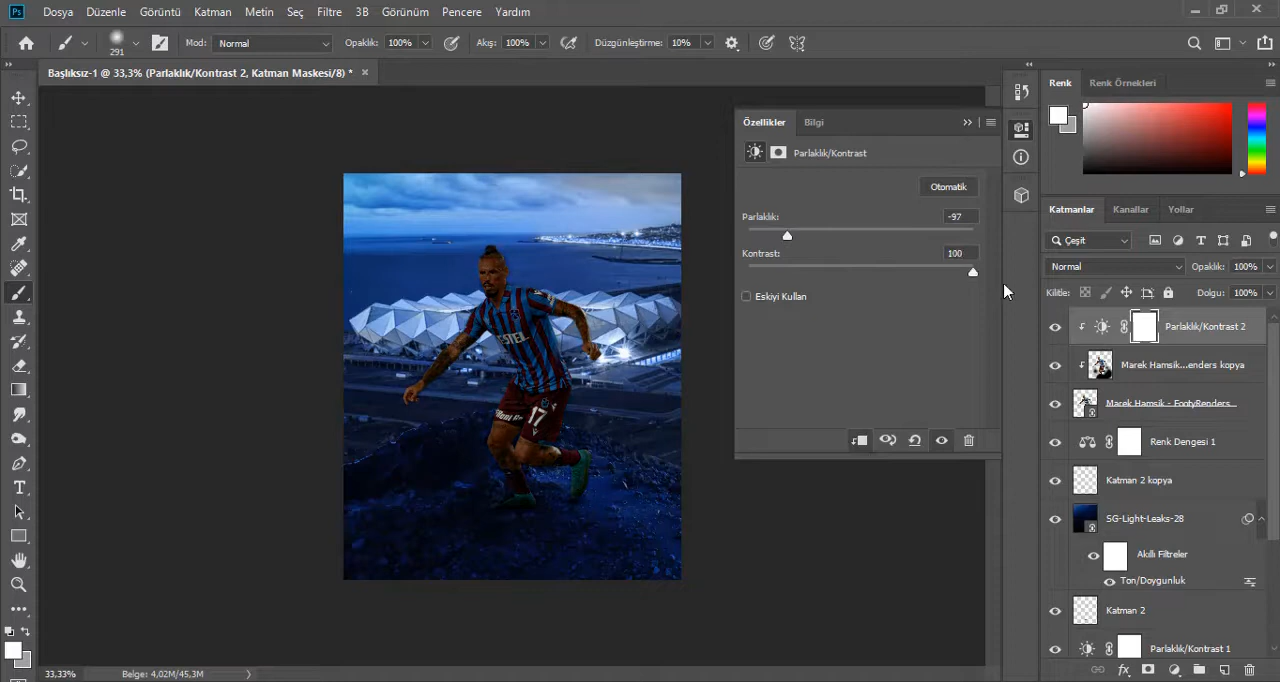 Ps Dosya Düzenle Görüntü Katman Metin Seç Filtre 3B Görünüm Pencere Yardım
291 Mod: Normal Opaklık: 100% Akış: 100% Düzgünleştirme: 10%
Başlıksız-1 @ 33,3% (Parlaklık/Kontrast 2, Katman Maskesi/8) * ×
Renk Renk Örnekleri
Özellikler Bilgi
Parlaklık/Kontrast
Otomatik
Parlaklık: -97
Kontrast: 100
Eskiyi Kullan
Katmanlar Kanallar Yollar
Çeşit
Normal Opaklık: 100%
Kilitle: Dolgu: 100%
Parlaklık/Kontrast 2
Marek Hamsik...enders kopya
Marek Hamsik - FootyRenders...
Renk Dengesi 1
Katman 2 kopya
SG-Light-Leaks-28
Akıllı Filtreler
Ton/Doygunluk
Katman 2
Parlaklık/Kontrast 1
17
33,33% Belge: 4,02M/45,3M